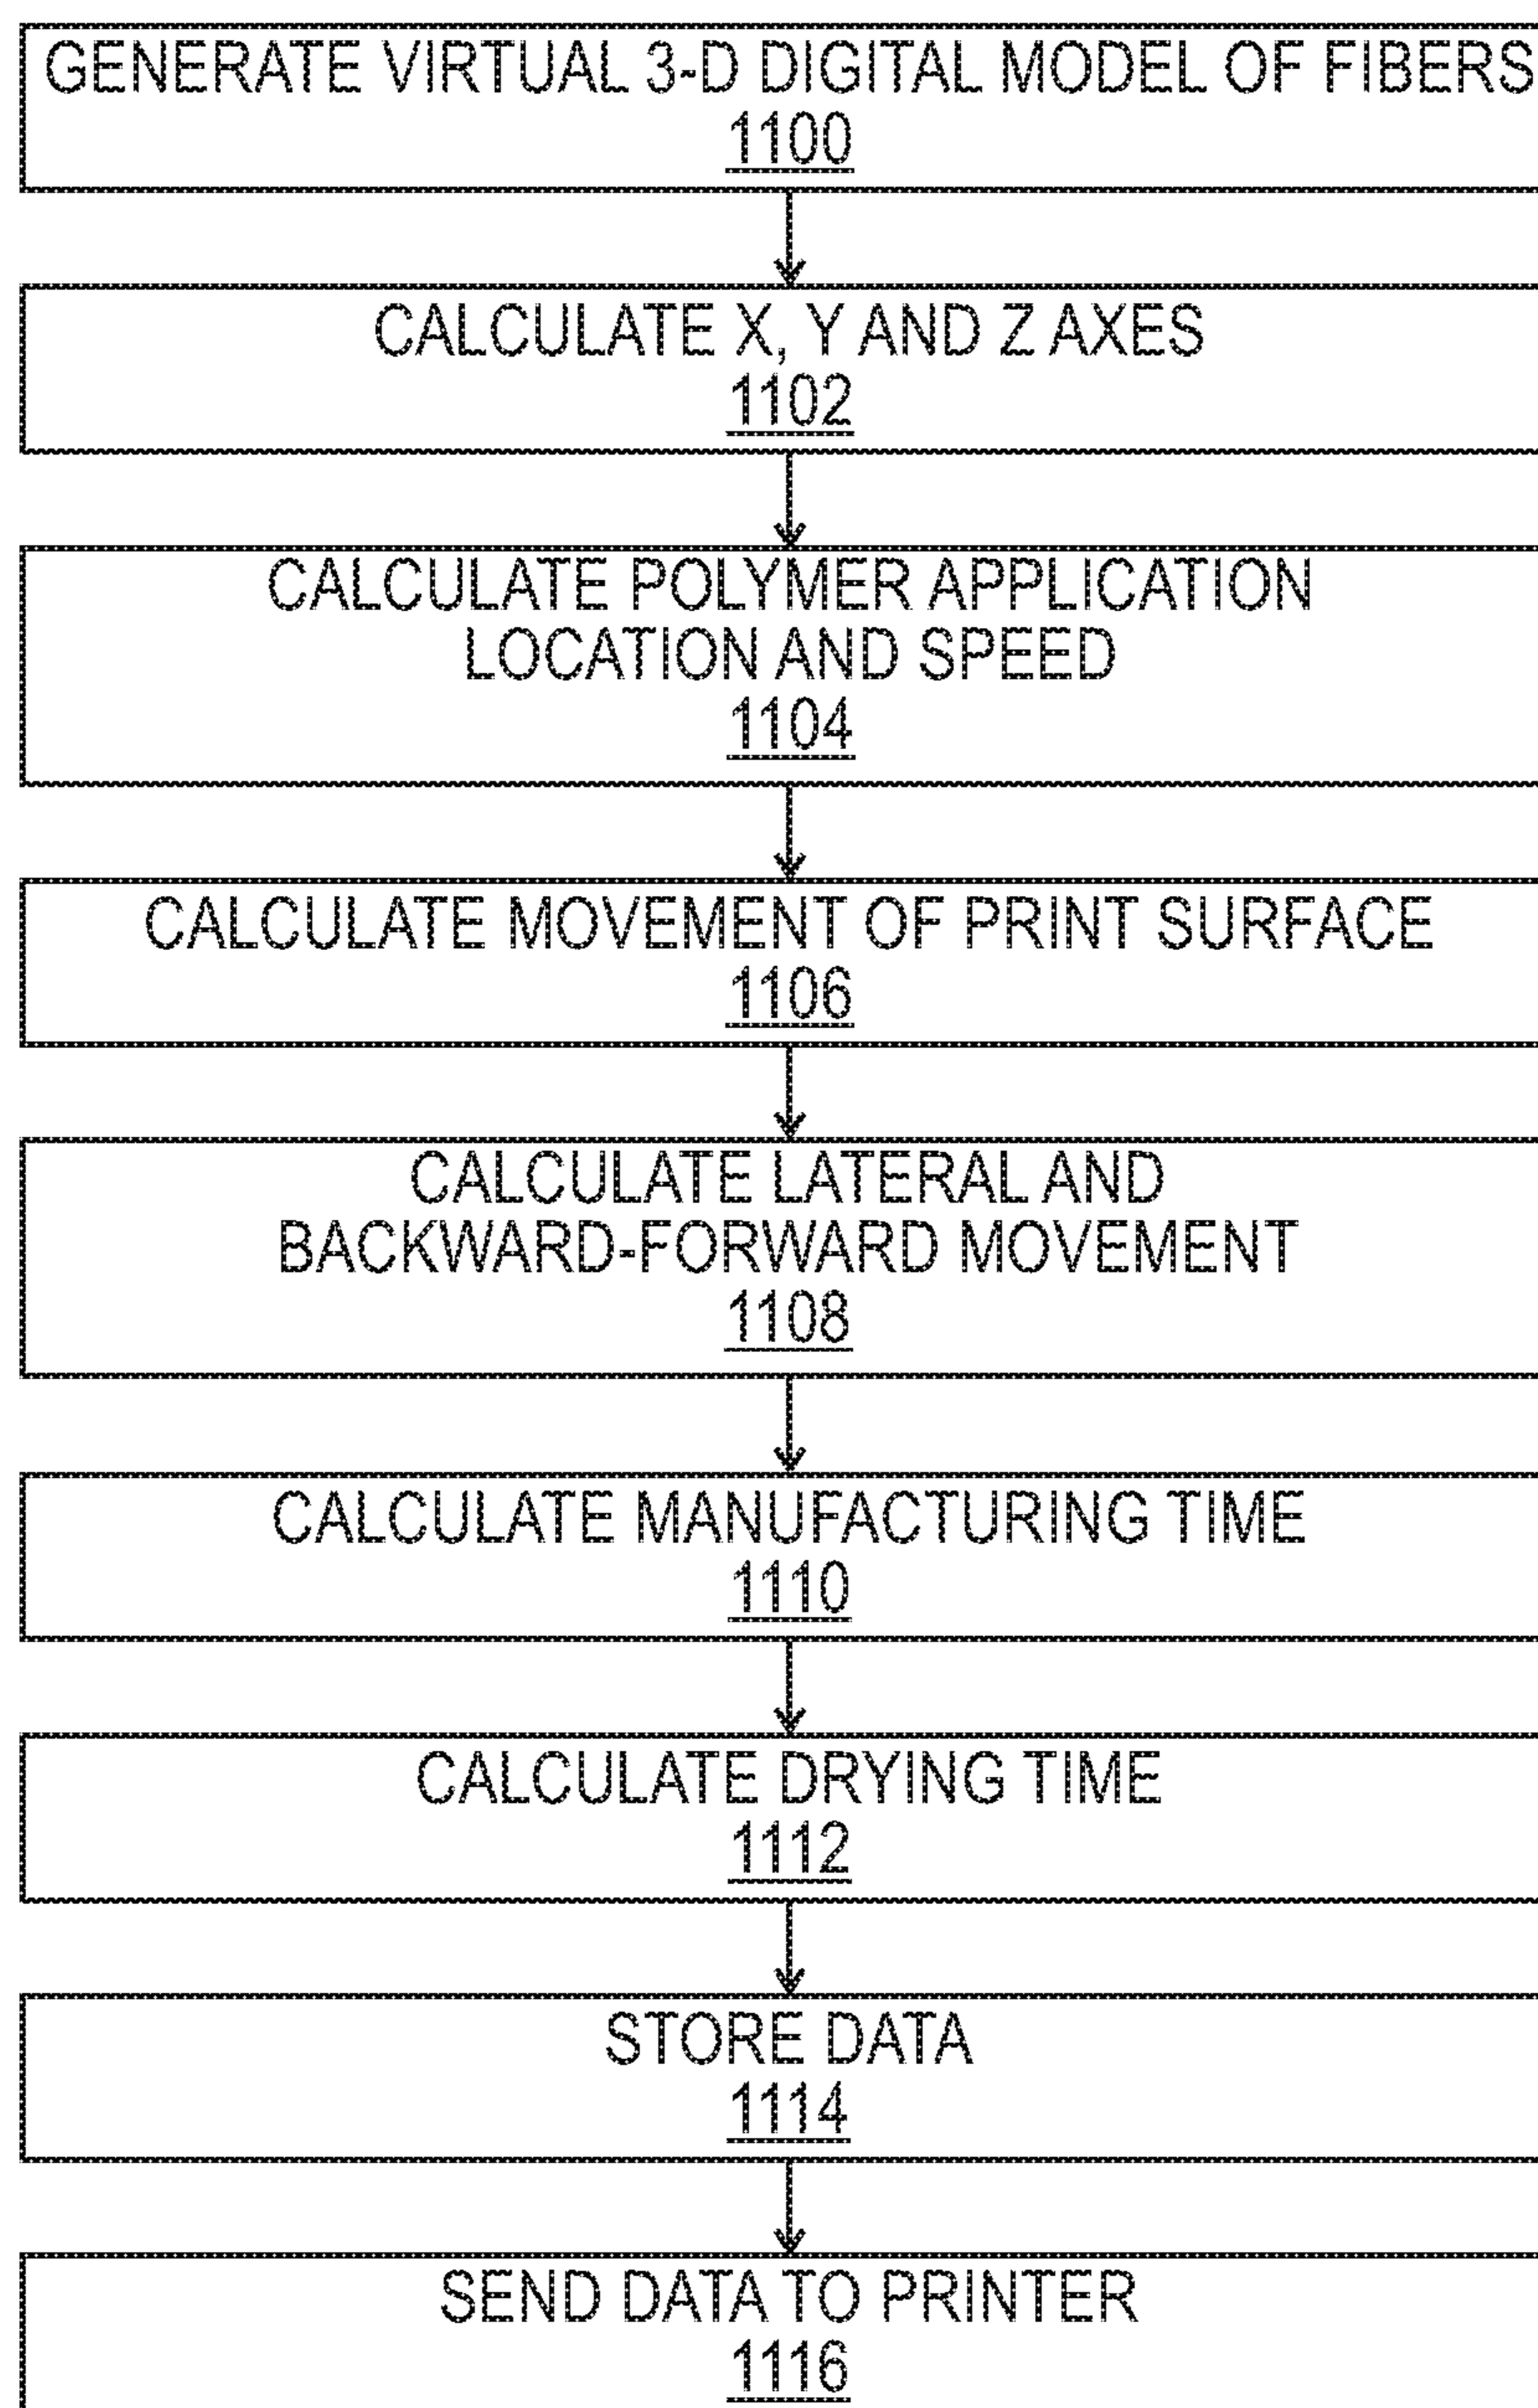 GENERATE VIRTUAL 3-D DIGITAL MODEL OF FIBERS
1100
CALCULATE X, Y AND Z AXES
1102
CALCULATE POLYMER APPLICATION
LOCATION AND SPEED
1104
CALCULATE MOVEMENT OF PRINT SURFACE
1106
CALCULATE LATERAL AND
BACKWARD-FORWARD MOVEMENT
1108
CALCULATE MANUFACTURING TIME
1110
CALCULATE DRYING TIME
1112
STORE DATA
1114
SEND DATA TO PRINTER
1116